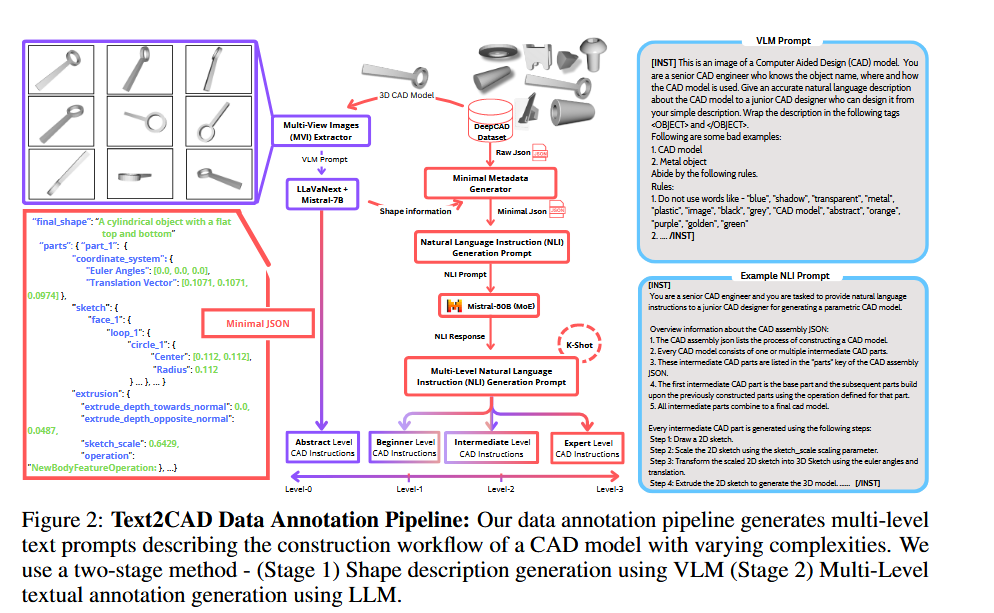 3D CAD Model
DeepCAD
Dataset
Multi-View Images
(MVI) Extractor
VLM Prompt
LLaVaNext +
Mistral-7B
Shape information
Raw Json
JSON
Minimal Metadata
Generator
Minimal Json
JSON
Natural Language Instruction (NLI)
Generation Prompt
NLI Prompt
Mistral-80B (MoE)
NLI Response
K-Shot
Multi-Level Natural Language
Instruction (NLI) Generation Prompt
Abstract Level
CAD Instructions
Beginner Level
CAD Instructions
Intermediate Level
CAD Instructions
Expert Level
CAD Instructions
Level-0
Level-1
Level-2
Level-3
"final_shape": "A cylindrical object with a flat
top and bottom"
"parts": { "part_1": {
"coordinate_system": {
"Euler Angles": [0.0, 0.0, 0.0],
"Translation Vector": [0.1071, 0.1071,
0.0974] },
"sketch": {
"face_1": {
"loop_1": {
"circle_1": {
"Center": [0.112, 0.112],
"Radius": 0.112
} ... }, ... }
"extrusion": {
"extrude_depth_towards_normal": 0.0,
"extrude_depth_opposite_normal":
0.0487,
"sketch_scale": 0.6429,
"operation":
"NewBodyFeatureOperation: }, ...}
Minimal JSON
VLM Prompt
[INST] This is an image of a Computer Aided Design (CAD) model. You
are a senior CAD engineer who knows the object name, where and how
the CAD model is used. Give an accurate natural language description
about the CAD model to a junior CAD designer who can design it from
your simple description. Wrap the description in the following tags
<OBJECT> and </OBJECT>.
Following are some bad examples:
1. CAD model
2. Metal object
Abide by the following rules.
Rules:
1. Do not use words like - "blue", "shadow", "transparent", "metal",
"plastic", "image", "black", "grey", "CAD model", "abstract", "orange",
"purple", "golden", "green"
2. .... /INST]
Example NLI Prompt
[INST]
You are a senior CAD engineer and you are tasked to provide natural language
instructions to a junior CAD designer for generating a parametric CAD model.
Overview information about the CAD assembly JSON:
1. The CAD assembly json lists the process of constructing a CAD model.
2. Every CAD model consists of one or multiple intermediate CAD parts.
3. These intermediate CAD parts are listed in the "parts" key of the CAD assembly
JSON.
4. The first intermediate CAD part is the base part and the subsequent parts build
upon the previously constructed parts using the operation defined for that part.
5. All intermediate parts combine to a final cad model.
Every intermediate CAD part is generated using the following steps:
Step 1: Draw a 2D sketch.
Step 2: Scale the 2D sketch using the sketch_scale scaling parameter.
Step 3: Transform the scaled 2D sketch into 3D Sketch using the euler angles and
translation.
Step 4: Extrude the 2D sketch to generate the 3D model. ...... [/INST]
Figure 2: Text2CAD Data Annotation Pipeline: Our data annotation pipeline generates multi-level
text prompts describing the construction workflow of a CAD model with varying complexities. We
use a two-stage method - (Stage 1) Shape description generation using VLM (Stage 2) Multi-Level
textual annotation generation using LLM.